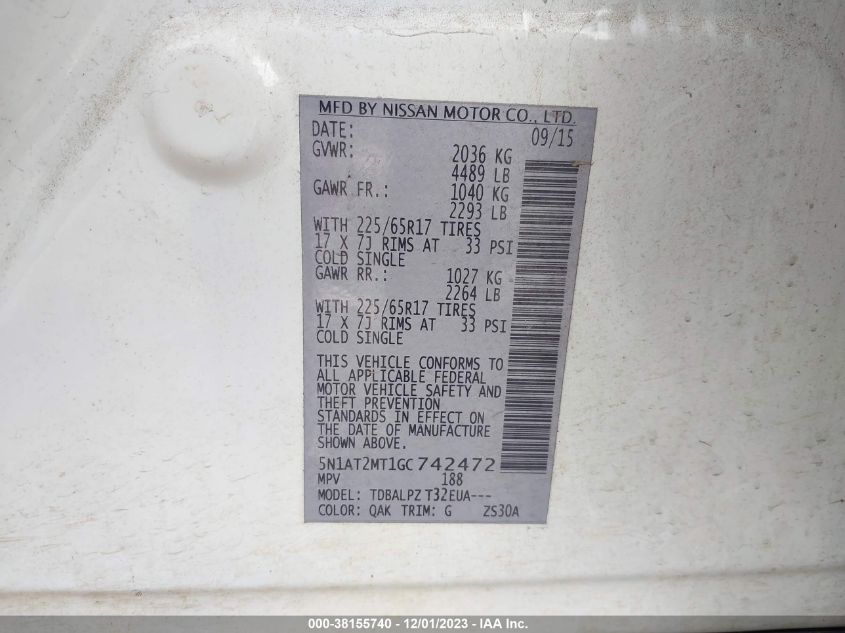 MFD BY NISSAN MOTOR CO., LTD.
DATE: 09/15
GVWR: 2036 KG
4489 LB
GAWR FR.: 1040 KG
2293 LB
WITH 225/65R17 TIRES
17 X 7J RIMS AT 33 PSI
COLD SINGLE
GAWR RR.: 1027 KG
2264 LB
WITH 225/65R17 TIRES
17 X 7J RIMS AT 33 PSI
COLD SINGLE
THIS VEHICLE CONFORMS TO
ALL APPLICABLE FEDERAL
MOTOR VEHICLE SAFETY AND
THEFT PREVENTION
STANDARDS IN EFFECT ON
THE DATE OF MANUFACTURE
SHOWN ABOVE.
5N1AT2MT1GC742472
MPV 188
MODEL: TDBALPZ T32EUA---
COLOR: QAK TRIM: G ZS30A
000-38155740 - 12/01/2023 - IAA Inc.